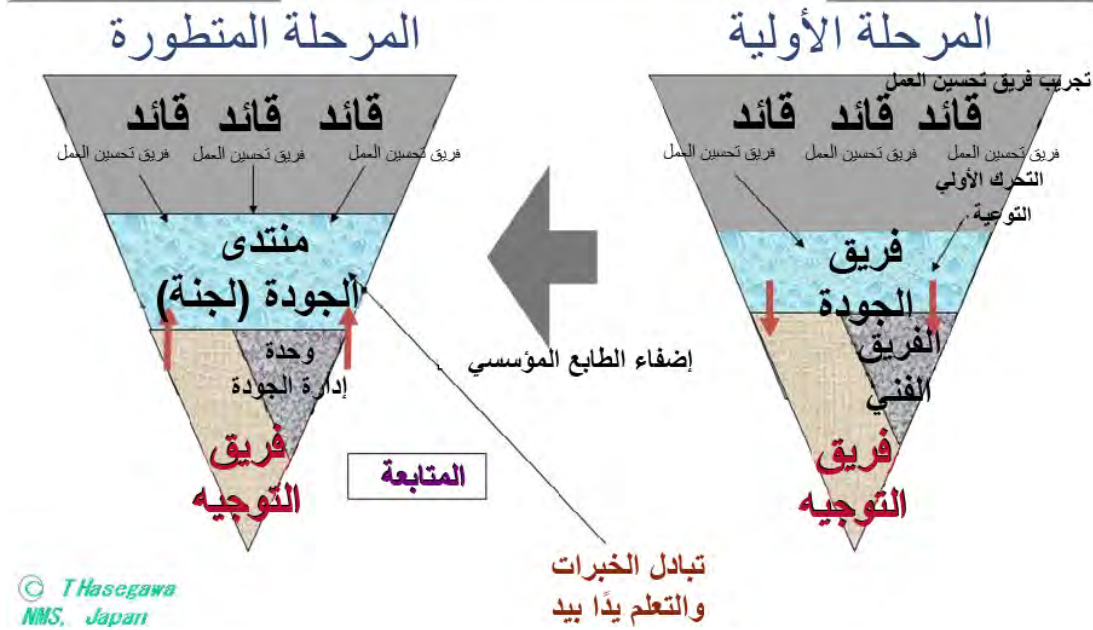 المرحلة الأولية
تجريب فريق تحسين العمل
قائد قائد قائد
فريق تحسين العمل فريق تحسين العمل فريق تحسين العمل
التحرك الأولي
التوعية
فريق
الجودة
الفريق
الفني
فريق
التوجيه
إضفاء الطابع المؤسسي
المرحلة المتطورة
قائد قائد قائد
فريق تحسين العمل فريق تحسين العمل فريق تحسين العمل
منتدى
الجودة (لجنة)
وحدة
إدارة الجودة
فريق
التوجيه
المتابعة
تبادل الخبرات
والتعلم يدًا بيد
© T Hasegawa
NMS, Japan